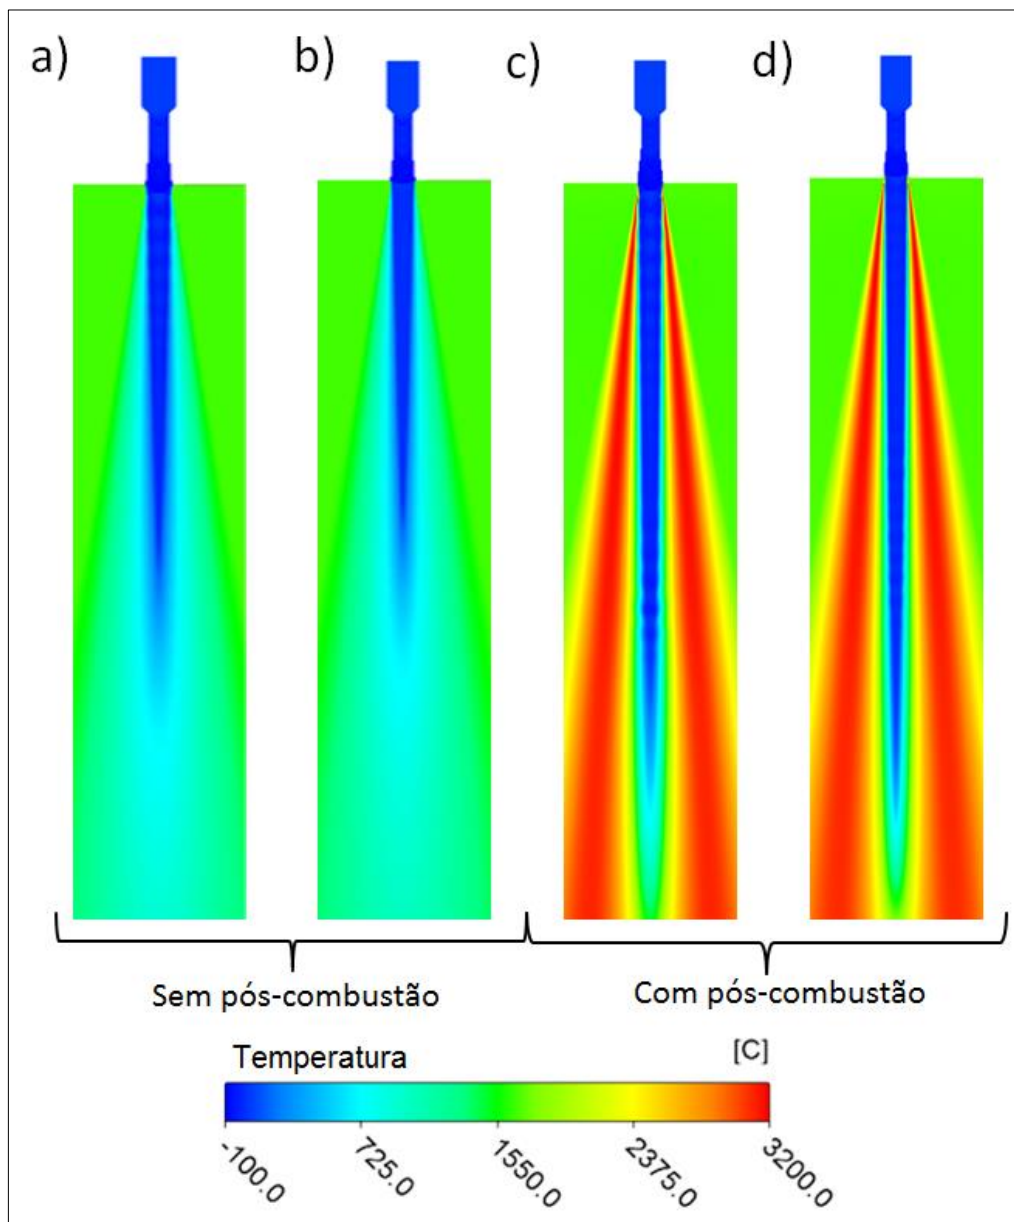 a) b) c) d)
Sem pós-combustão Com pós-combustão
Temperatura [C]
-100.0 725.0 1550.0 2375.0 3200.0